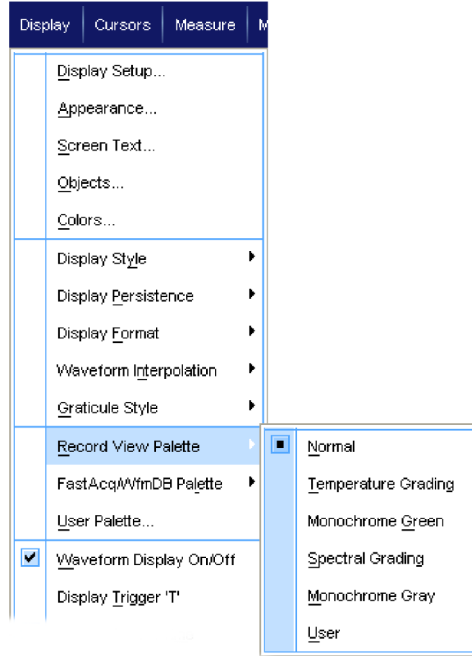 Display Cursors Measure M
Display Setup...
Appearance...
Screen Text...
Objects...
Colors...
Display Style
Display Persistence
Display Format
Waveform Interpolation
Graticule Style
Record View Palette
FastAcq/WfmDB Palette
User Palette...
Waveform Display On/Off
Display Trigger 'T'
Normal
Temperature Grading
Monochrome Green
Spectral Grading
Monochrome Gray
User